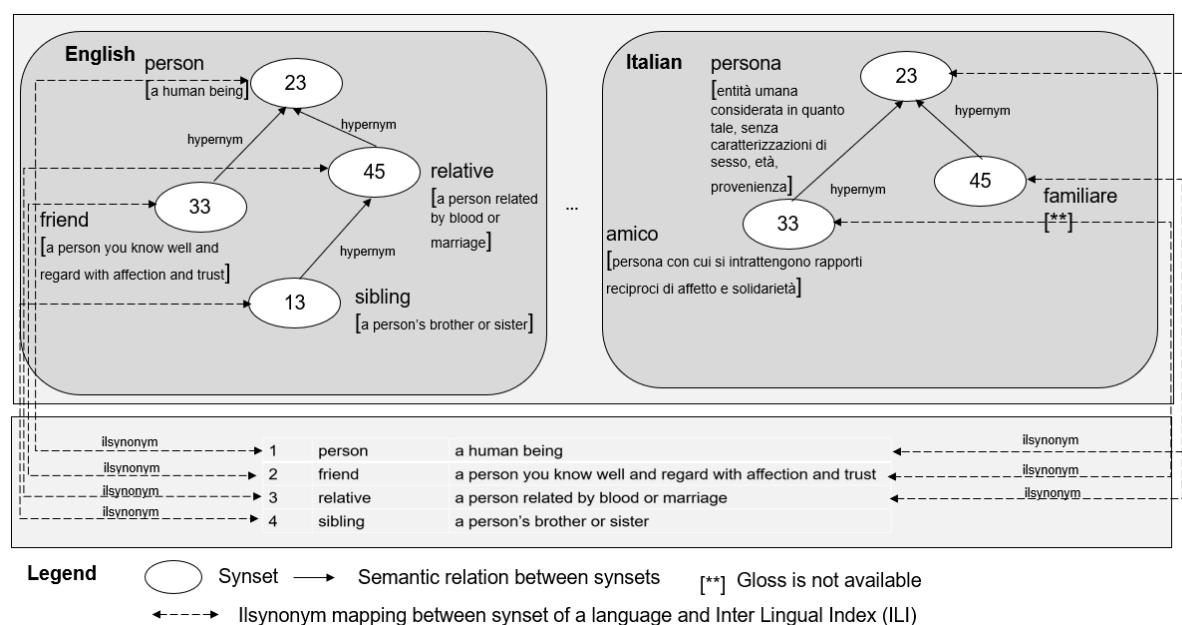 English
person
[a human being]
23
hypernym
hypernym
45
relative
[a person related
by blood or
marriage]
33
friend
[a person you know well and
regard with affection and trust]
hypernym
13
sibling
[a person's brother or sister]
...
Italian
persona
[entità umana
considerata in quanto
tale, senza
caratterizzazioni di
sesso, età,
provenienza]
23
hypernym
45
hypernym
familiare
[**]
33
amico
[persona con cui si intrattengono rapporti
reciproci di affetto e solidarietà]
ilsynonym 1 person a human being ilsynonym
ilsynonym 2 friend a person you know well and regard with affection and trust ilsynonym
ilsynonym 3 relative a person related by blood or marriage ilsynonym
ilsynonym 4 sibling a person's brother or sister
Legend Synset Semantic relation between synsets [**] Gloss is not available
Ilsynonym mapping between synset of a language and Inter Lingual Index (ILI)